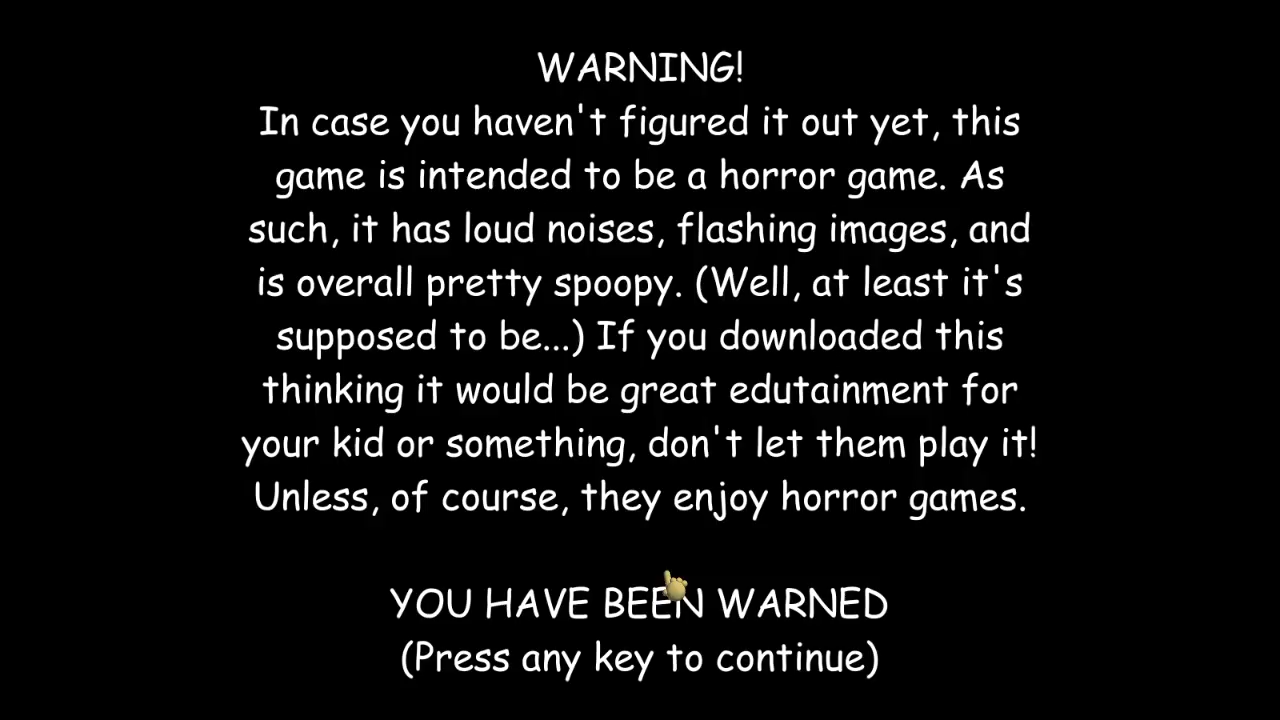 WARNING!
In case you haven't figured it out yet, this
game is intended to be a horror game. As
such, it has loud noises, flashing images, and
is overall pretty spoopy. (Well, at least it's
supposed to be...) If you downloaded this
thinking it would be great edutainment for
your kid or something, don't let them play it!
Unless, of course, they enjoy horror games.
YOU HAVE BEEN WARNED
(Press any key to continue)